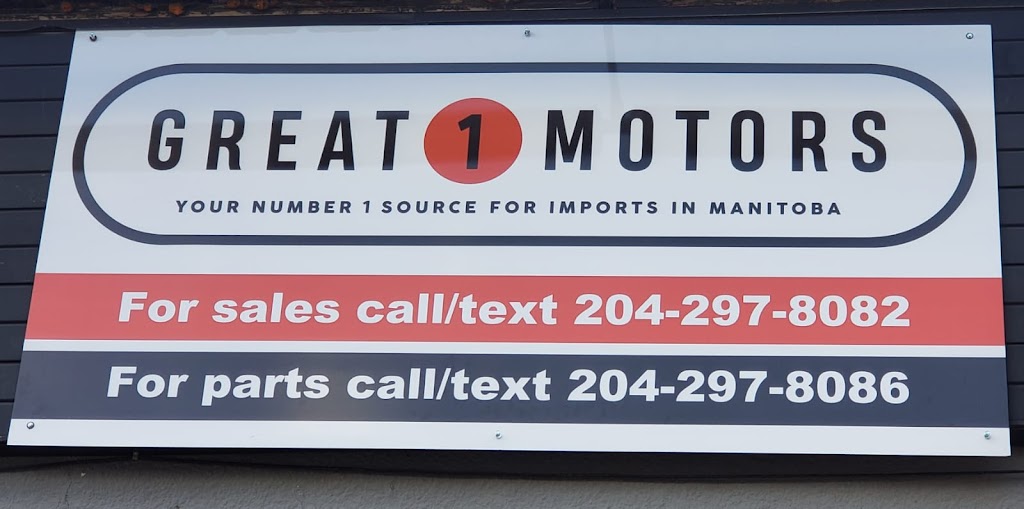 GREAT 1 MOTORS
YOUR NUMBER 1 SOURCE FOR IMPORTS IN MANITOBA
For sales call/text 204-297-8082
For parts call/text 204-297-8086